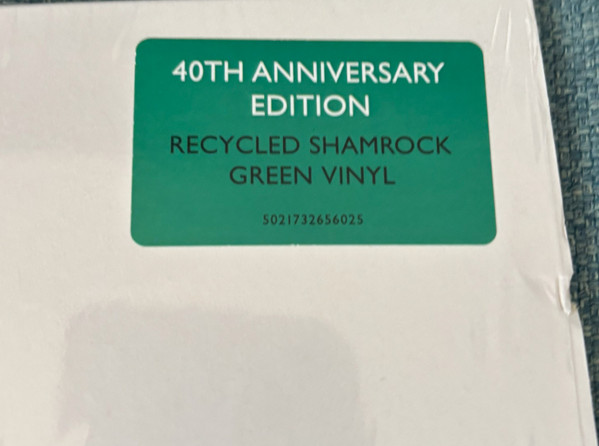 40TH ANNIVERSARY
EDITION
RECYCLED SHAMROCK
GREEN VINYL
5021732656025